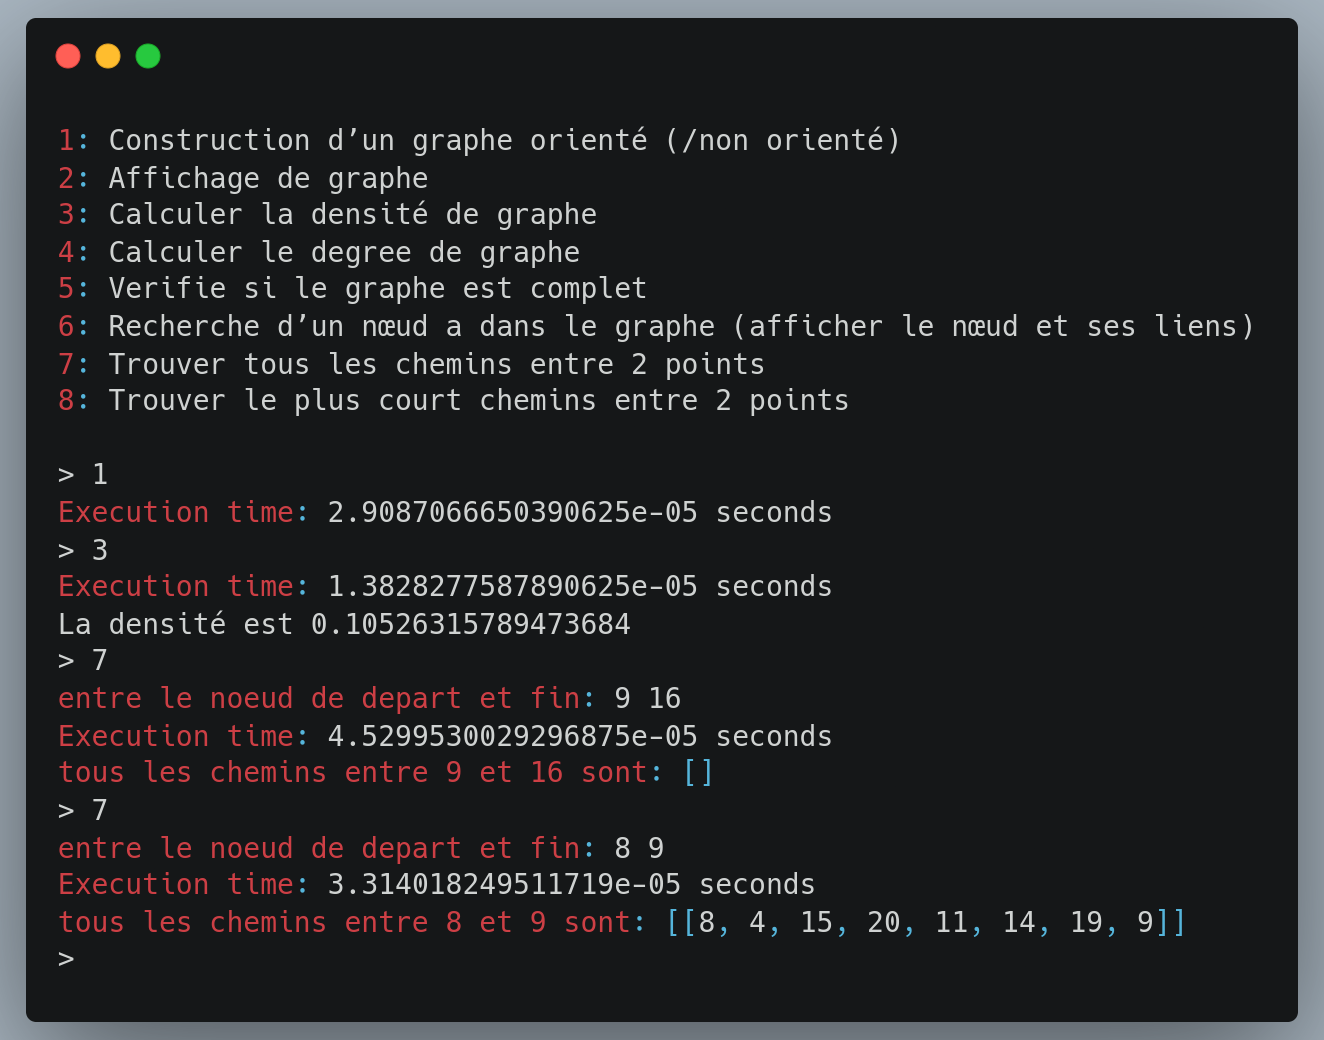 1: Construction d’un graphe orienté (/non orienté)
2: Affichage de graphe
3: Calculer la densité de graphe
4: Calculer le degree de graphe
5: Verifie si le graphe est complet
6: Recherche d’un nœud a dans le graphe (afficher le nœud et ses liens)
7: Trouver tous les chemins entre 2 points
8: Trouver le plus court chemins entre 2 points
> 1
Execution time: 2.9087066650390625e-05 seconds
> 3
Execution time: 1.3828277587890625e-05 seconds
La densité est 0.10526315789473684
> 7
entre le noeud de depart et fin: 9 16
Execution time: 4.5299530029296875e-05 seconds
tous les chemins entre 9 et 16 sont: []
> 7
entre le noeud de depart et fin: 8 9
Execution time: 3.314018249511719e-05 seconds
tous les chemins entre 8 et 9 sont: [[8, 4, 15, 20, 11, 14, 19, 9]]
>